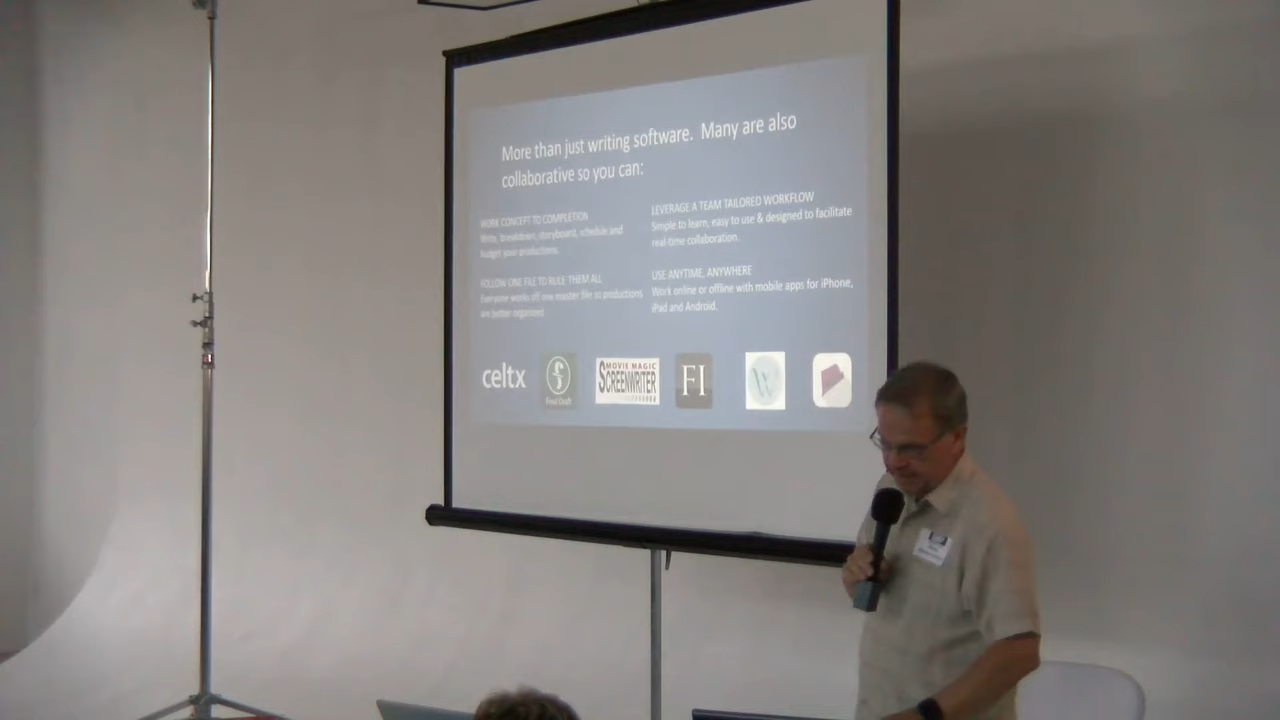 More than just writing software. Many are also
collaborative so you can:
WORK CONCEPT TO COMPLETION
Write, breakdown, storyboard, schedule and
budget your productions.
FOLLOW ONE FILE TO RULE THEM ALL
Everyone works off one master file so productions
are better organized
LEVERAGE A TEAM TAILORED WORKFLOW
Simple to learn, easy to use & designed to facilitate
real-time collaboration.
USE ANYTIME, ANYWHERE
Work online or offline with mobile apps for iPhone,
iPad and Android.
celtx
Final Draft
MOVIE MAGIC
SCREENWRITER
FI
W